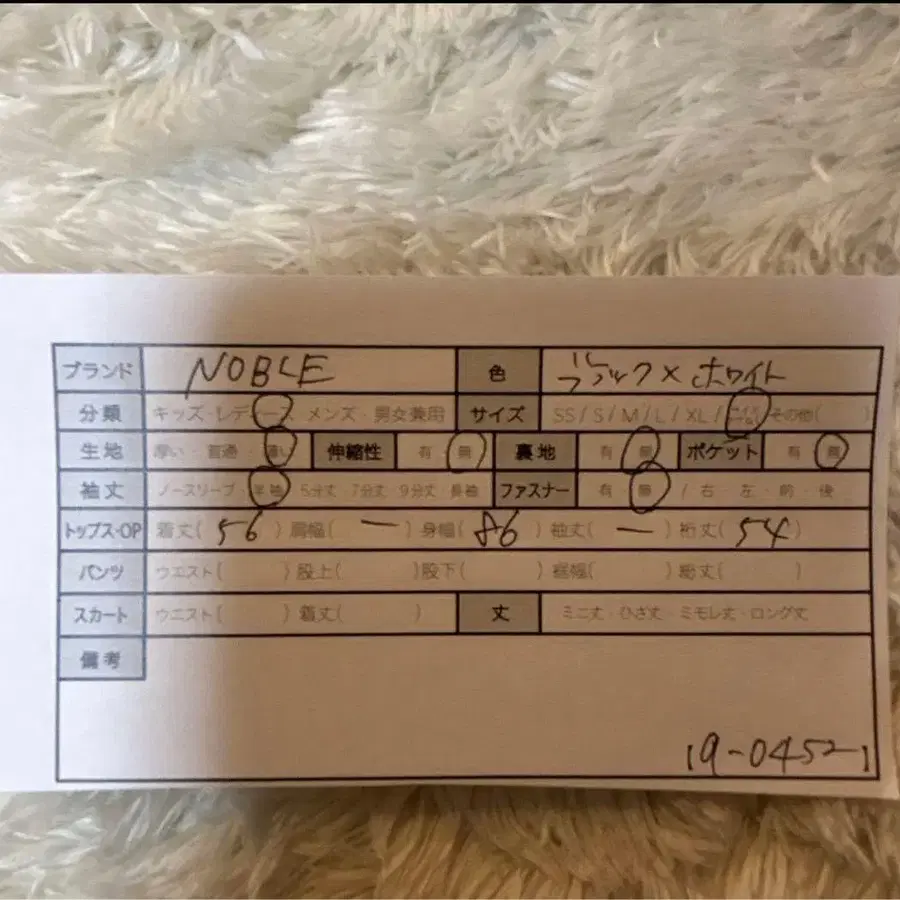 ブランド NOBLE 色 ブラック×ホワイト
分類 キッズ・レディース メンズ・男女兼用 サイズ SS / S / M / L / XL / その他( )
生地 厚い・普通・薄い 伸縮性 有 無 裏地 有 無 ポケット 有 無
袖丈 ノースリーブ・半袖・5分丈・7分丈・9分丈・長袖 ファスナー 有・無 / 右・左・前・後
トップス・OP 着丈( 56 ) 肩幅( ー ) 身幅( 86 ) 袖丈( ー ) 裄丈( 54 )
パンツ ウエスト( ) 股上( ) 股下( ) 裾幅( ) 総丈( )
スカート ウエスト( ) 着丈( ) 丈 ミニ丈・ひざ丈・ミモレ丈・ロング丈
備考
【9-0452】